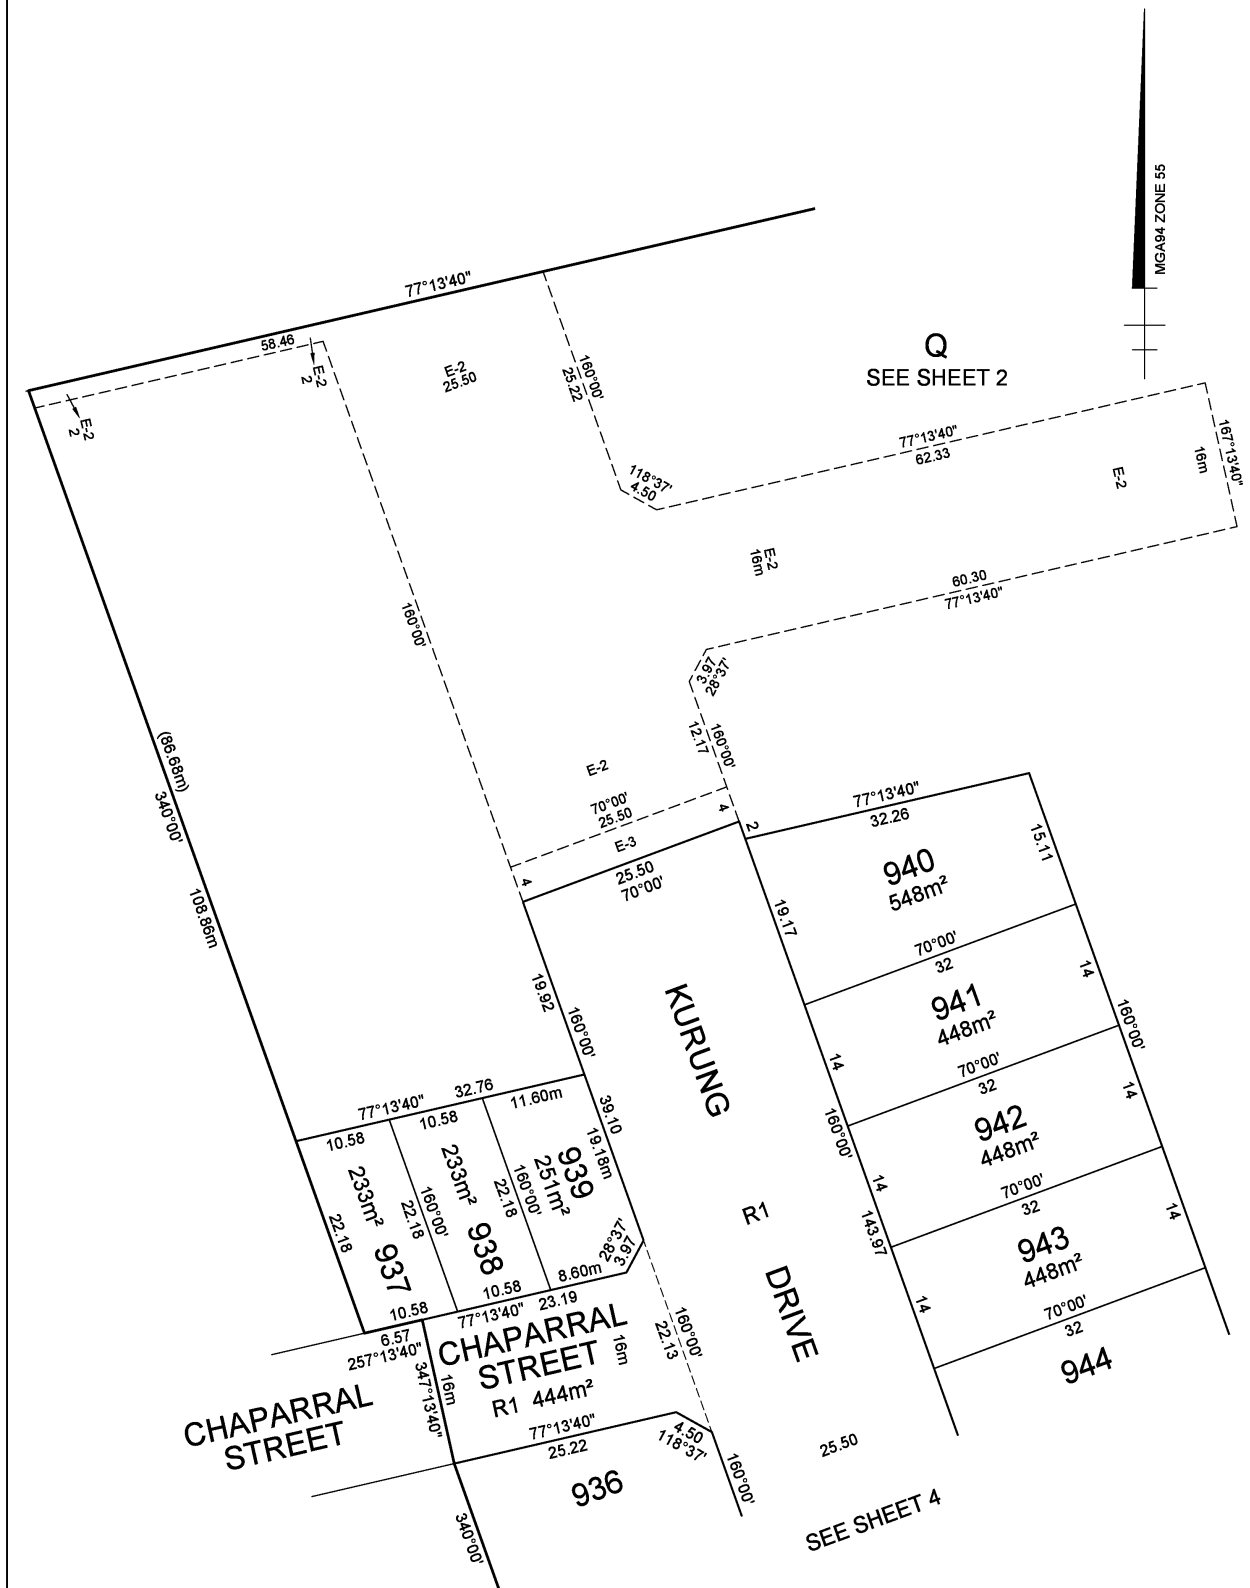 MGA94 ZONE 55
77°13'40"
58.46
E-2
2
E-2
2
E-2
25.50
160°00'
25.22
Q
SEE SHEET 2
77°13'40"
62.33
118°37'
4.50
E-2
16m
167°13'40"
E-2
16m
60.30
77°13'40"
160°00'
3.97
28°37'
160°00'
12.17
(86.68m)
340°00'
108.86m
E-2
70°00'
25.50
4
4
E-3
25.50
70°00'
2
77°13'40"
32.26
15.11
940
548m²
19.17
70°00'
32
14
941
448m²
19.92
160°00'
KURUNG
DRIVE
R1
14
160°00'
160°00'
70°00'
32
14
942
448m²
14
143.97
70°00'
32
14
943
448m²
14
70°00'
32
944
77°13'40"
32.76
10.58
10.58
11.60m
39.10
19.18m
233m²
937
22.18
22.18
160°00'
233m²
938
22.18
160°00'
939
251m²
28°37'
3.97
10.58
10.58
8.60m
77°13'40"
23.19
6.57
257°13'40"
347°13'40"
16m
CHAPARRAL
STREET
R1 444m²
16m
160°00'
22.13
CHAPARRAL
STREET
77°13'40"
25.22
4.50
118°37'
936
160°00'
340°00'
25.50
SEE SHEET 4